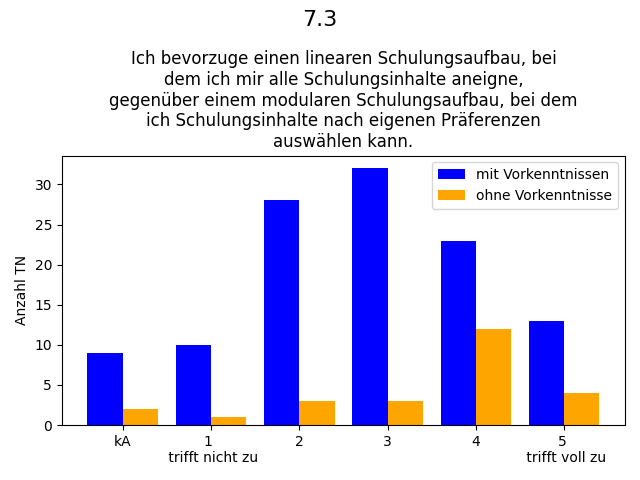 7.3
Ich bevorzuge einen linearen Schulungsaufbau, bei
dem ich mir alle Schulungsinhalte aneigne,
gegenüber einem modularen Schulungsaufbau, bei dem
ich Schulungsinhalte nach eigenen Präferenzen
auswählen kann.
mit Vorkenntnissen
ohne Vorkenntnisse
Anzahl TN
30
25
20
15
10
5
0
kA 1 2 3 4 5
trifft nicht zu trifft voll zu